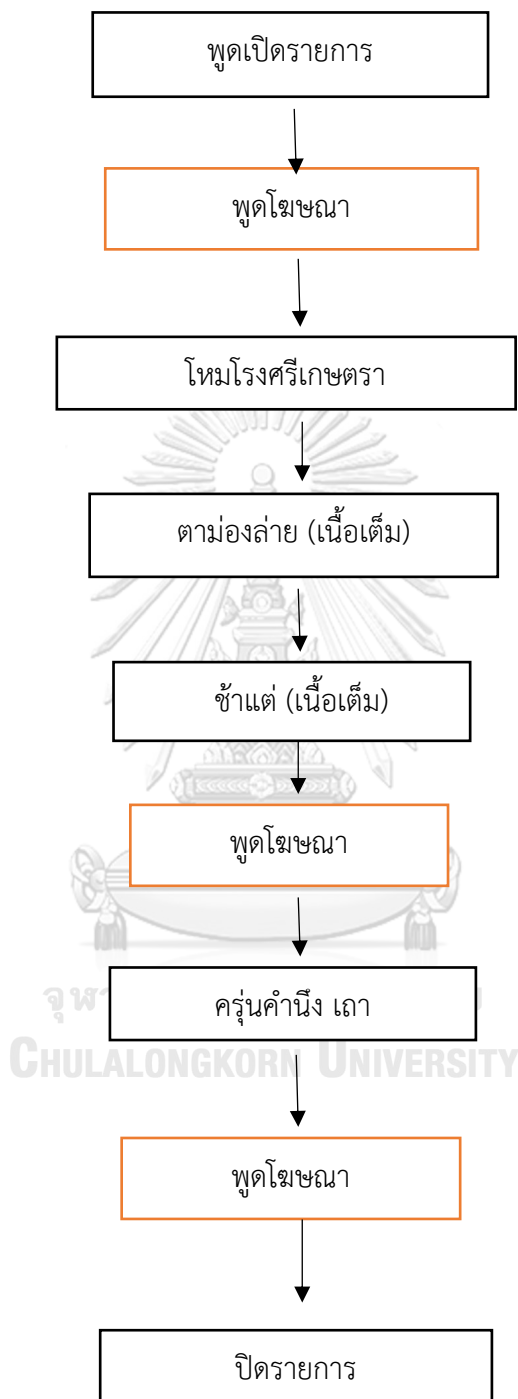 พูดเปิดรายการ
พูดโฆษณา
โหมโรงศรีเกษตรา
ตาม่องล่าย (เนื้อเต็ม)
ช้าแต่ (เนื้อเต็ม)
พูดโฆษณา
ครุ่นคำนึง เถา
CHULALONGKORN UNIVERSITY
พูดโฆษณา
ปิดรายการ